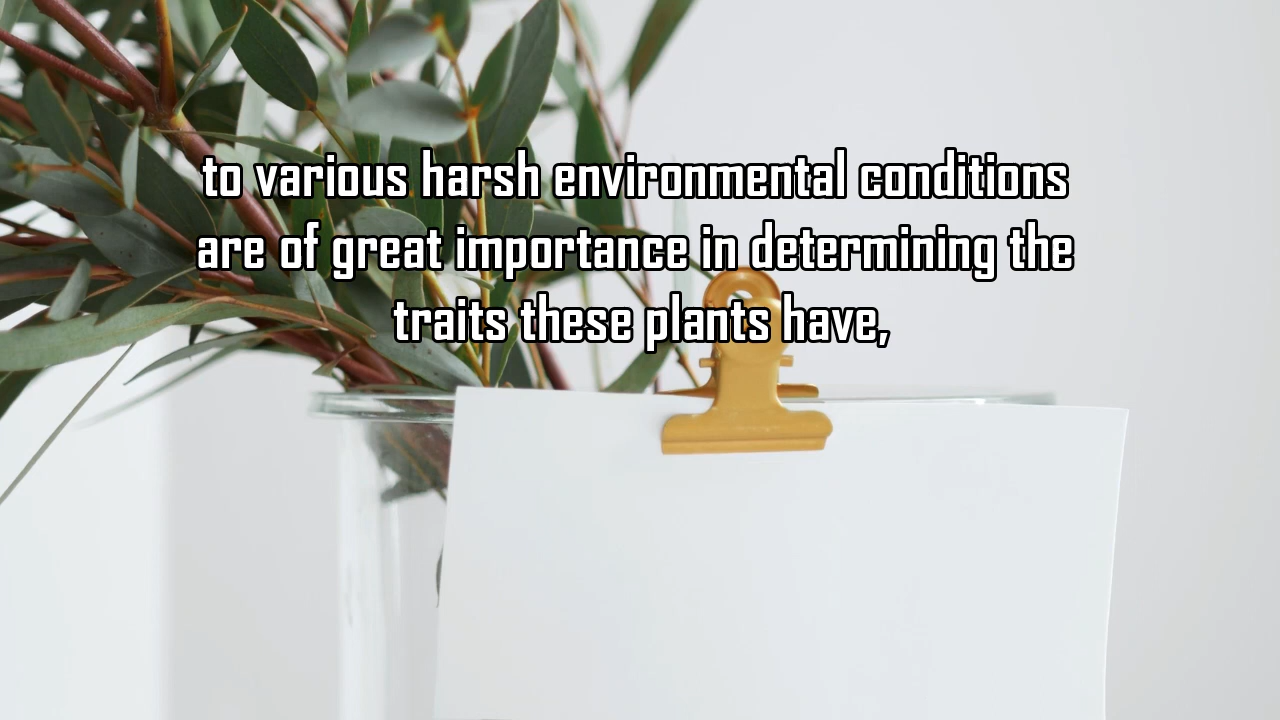 to various harsh environmental conditions
are of great importance in determining the
traits these plants have,